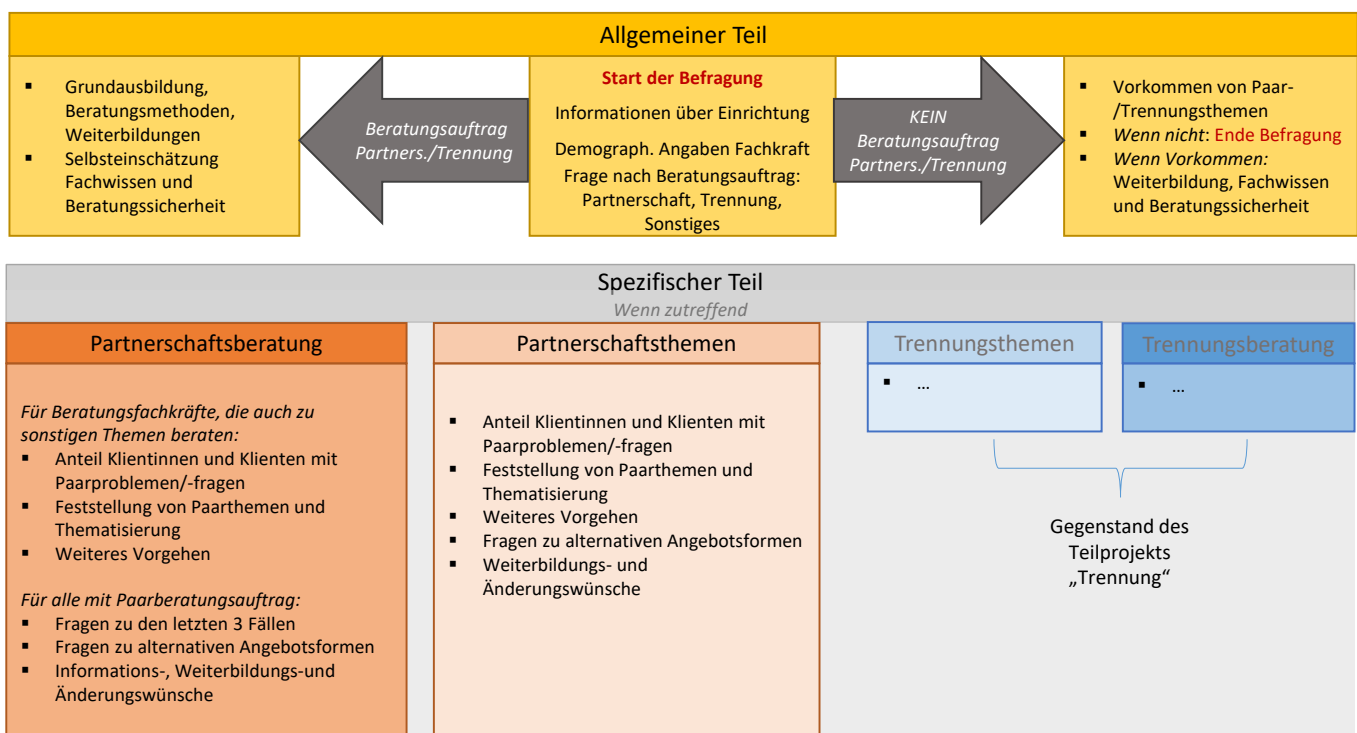 Allgemeiner Teil
▪ Grundausbildung,
Beratungsmethoden,
Weiterbildungen
▪ Selbsteinschätzung
Fachwissen und
Beratungssicherheit
Beratungsauftrag
Partners./Trennung
Start der Befragung
Informationen über Einrichtung
Demograph. Angaben Fachkraft
Frage nach Beratungsauftrag:
Partnerschaft, Trennung,
Sonstiges
KEIN
Beratungsauftrag
Partners./Trennung
▪ Vorkommen von Paar-
/Trennungsthemen
▪ Wenn nicht: Ende Befragung
▪ Wenn Vorkommen:
Weiterbildung, Fachwissen
und Beratungssicherheit
Spezifischer Teil
Wenn zutreffend
Partnerschaftsberatung
Für Beratungsfachkräfte, die auch zu
sonstigen Themen beraten:
▪ Anteil Klientinnen und Klienten mit
Paarproblemen/-fragen
▪ Feststellung von Paarthemen und
Thematisierung
▪ Weiteres Vorgehen
Für alle mit Paarberatungsauftrag:
▪ Fragen zu den letzten 3 Fällen
▪ Fragen zu alternativen Angebotsformen
▪ Informations-, Weiterbildungs-und
Änderungswünsche
Partnerschaftsthemen
▪ Anteil Klientinnen und Klienten mit
Paarproblemen/-fragen
▪ Feststellung von Paarthemen und
Thematisierung
▪ Weiteres Vorgehen
▪ Fragen zu alternativen Angebotsformen
▪ Weiterbildungs- und
Änderungswünsche
Trennungsthemen
▪ ...
Trennungsberatung
▪ ...
Gegenstand des
Teilprojekts
„Trennung“